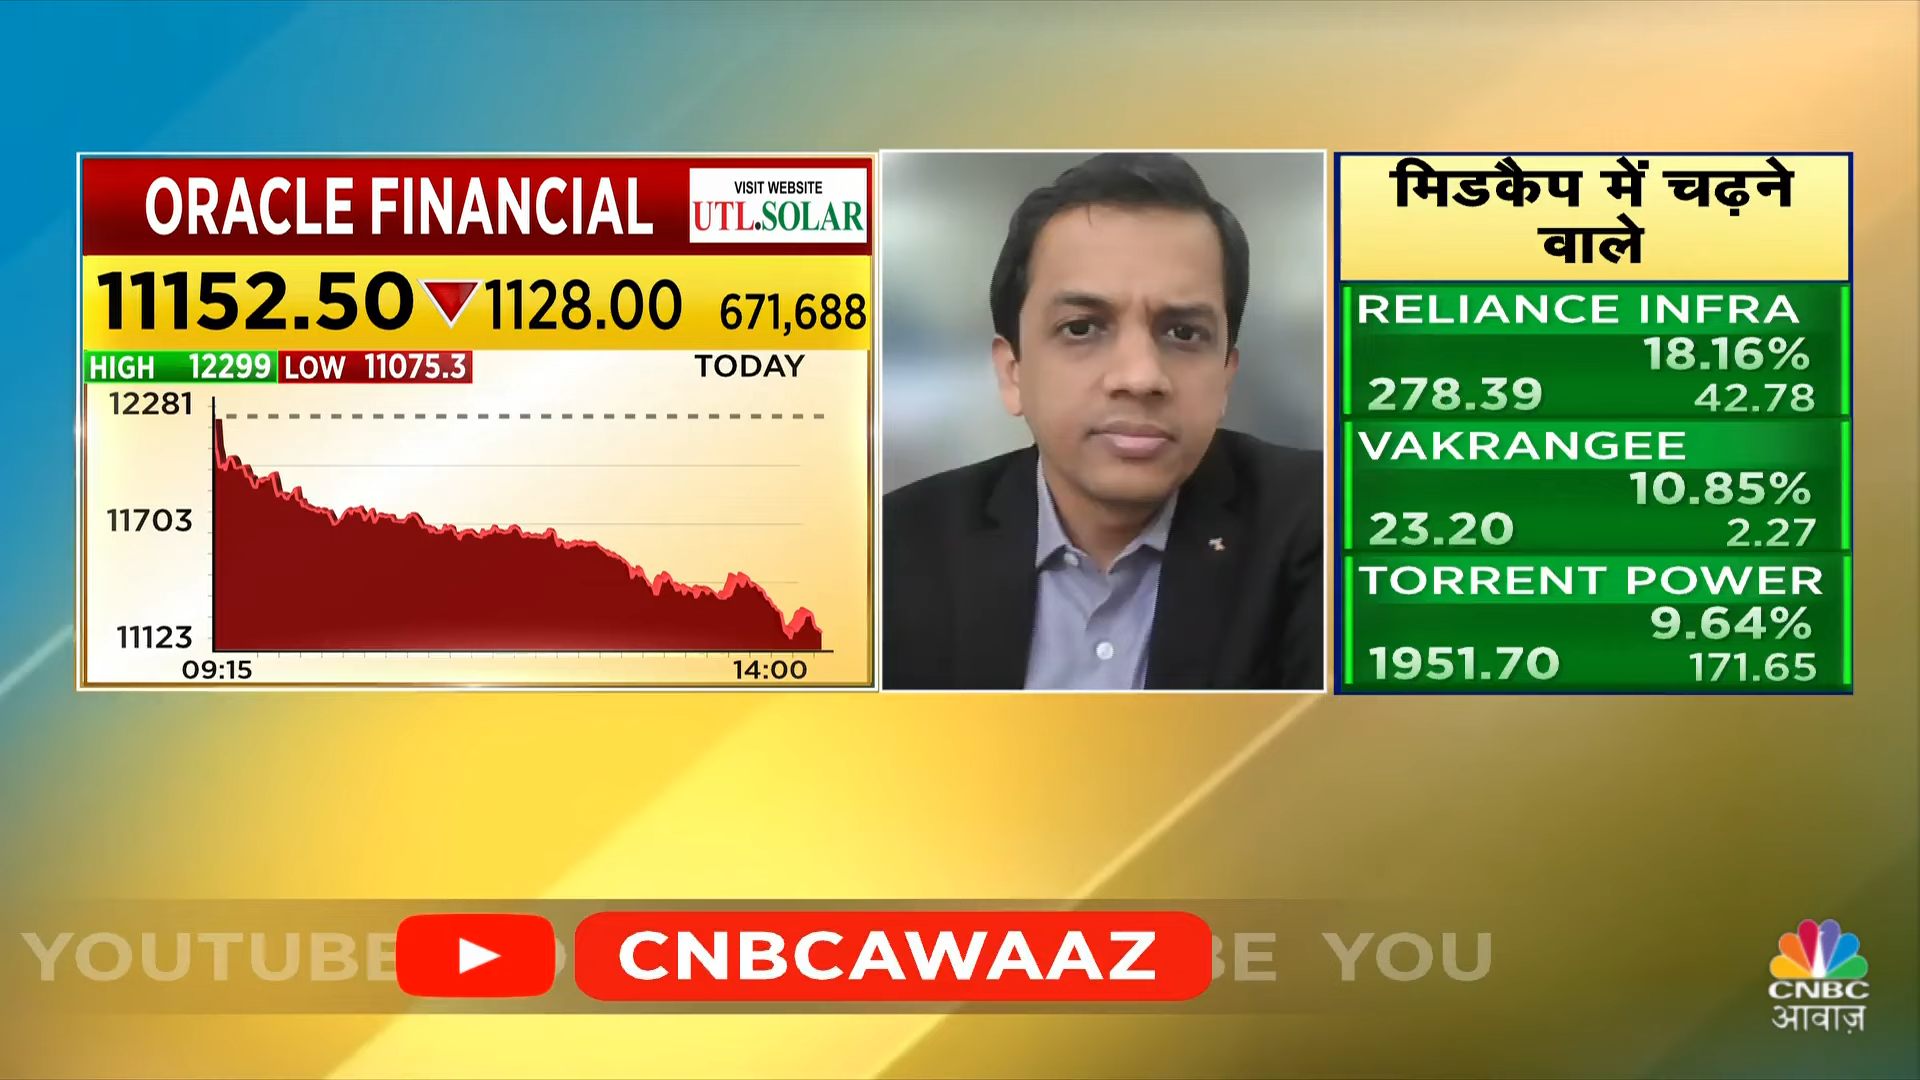 ORACLE FINANCIAL
VISIT WEBSITE
UTL.SOLAR
11152.50 1128.00 671,688
HIGH 12299 LOW 11075.3 TODAY
12281
11703
11123
09:15 14:00
मिडकैप में चढ़ने
वाले
RELIANCE INFRA
18.16%
278.39 42.78
VAKRANGEE
10.85%
23.20 2.27
TORRENT POWER
9.64%
1951.70 171.65
YOUTUBE CNBCAWAAZ BE YOU
CNBC
आवाज़